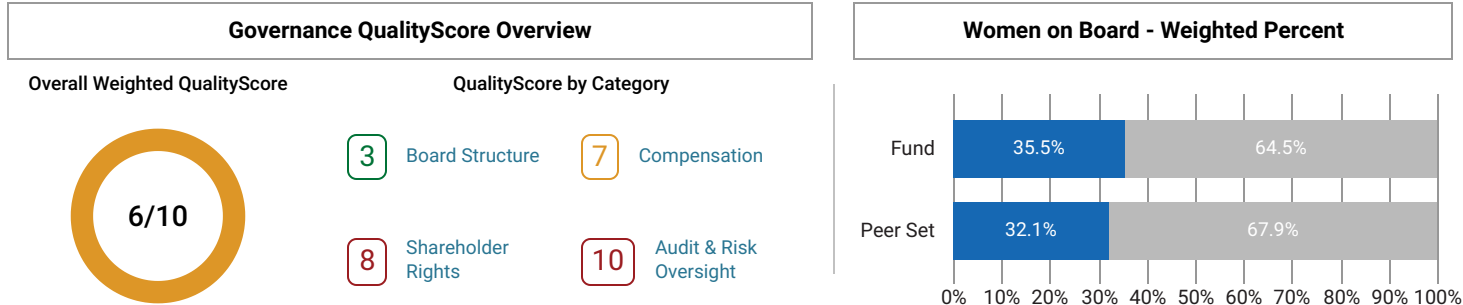 Governance QualityScore Overview
Overall Weighted QualityScore
QualityScore by Category
6/10
3 Board Structure
7 Compensation
8 Shareholder
Rights
10 Audit & Risk
Oversight
Women on Board - Weighted Percent
Fund 35.5% 64.5%
Peer Set 32.1% 67.9%
0% 10% 20% 30% 40% 50% 60% 70% 80% 90% 100%